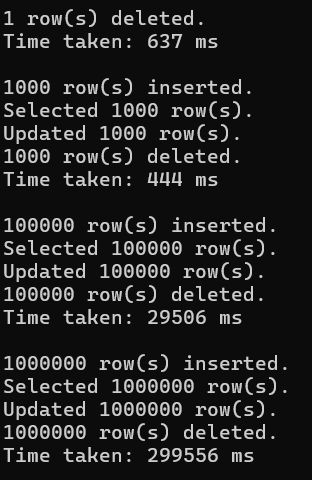 1 row(s) deleted.
Time taken: 637 ms
1000 row(s) inserted.
Selected 1000 row(s).
Updated 1000 row(s).
1000 row(s) deleted.
Time taken: 444 ms
100000 row(s) inserted.
Selected 100000 row(s).
Updated 100000 row(s).
100000 row(s) deleted.
Time taken: 29506 ms
1000000 row(s) inserted.
Selected 1000000 row(s).
Updated 1000000 row(s).
1000000 row(s) deleted.
Time taken: 299556 ms